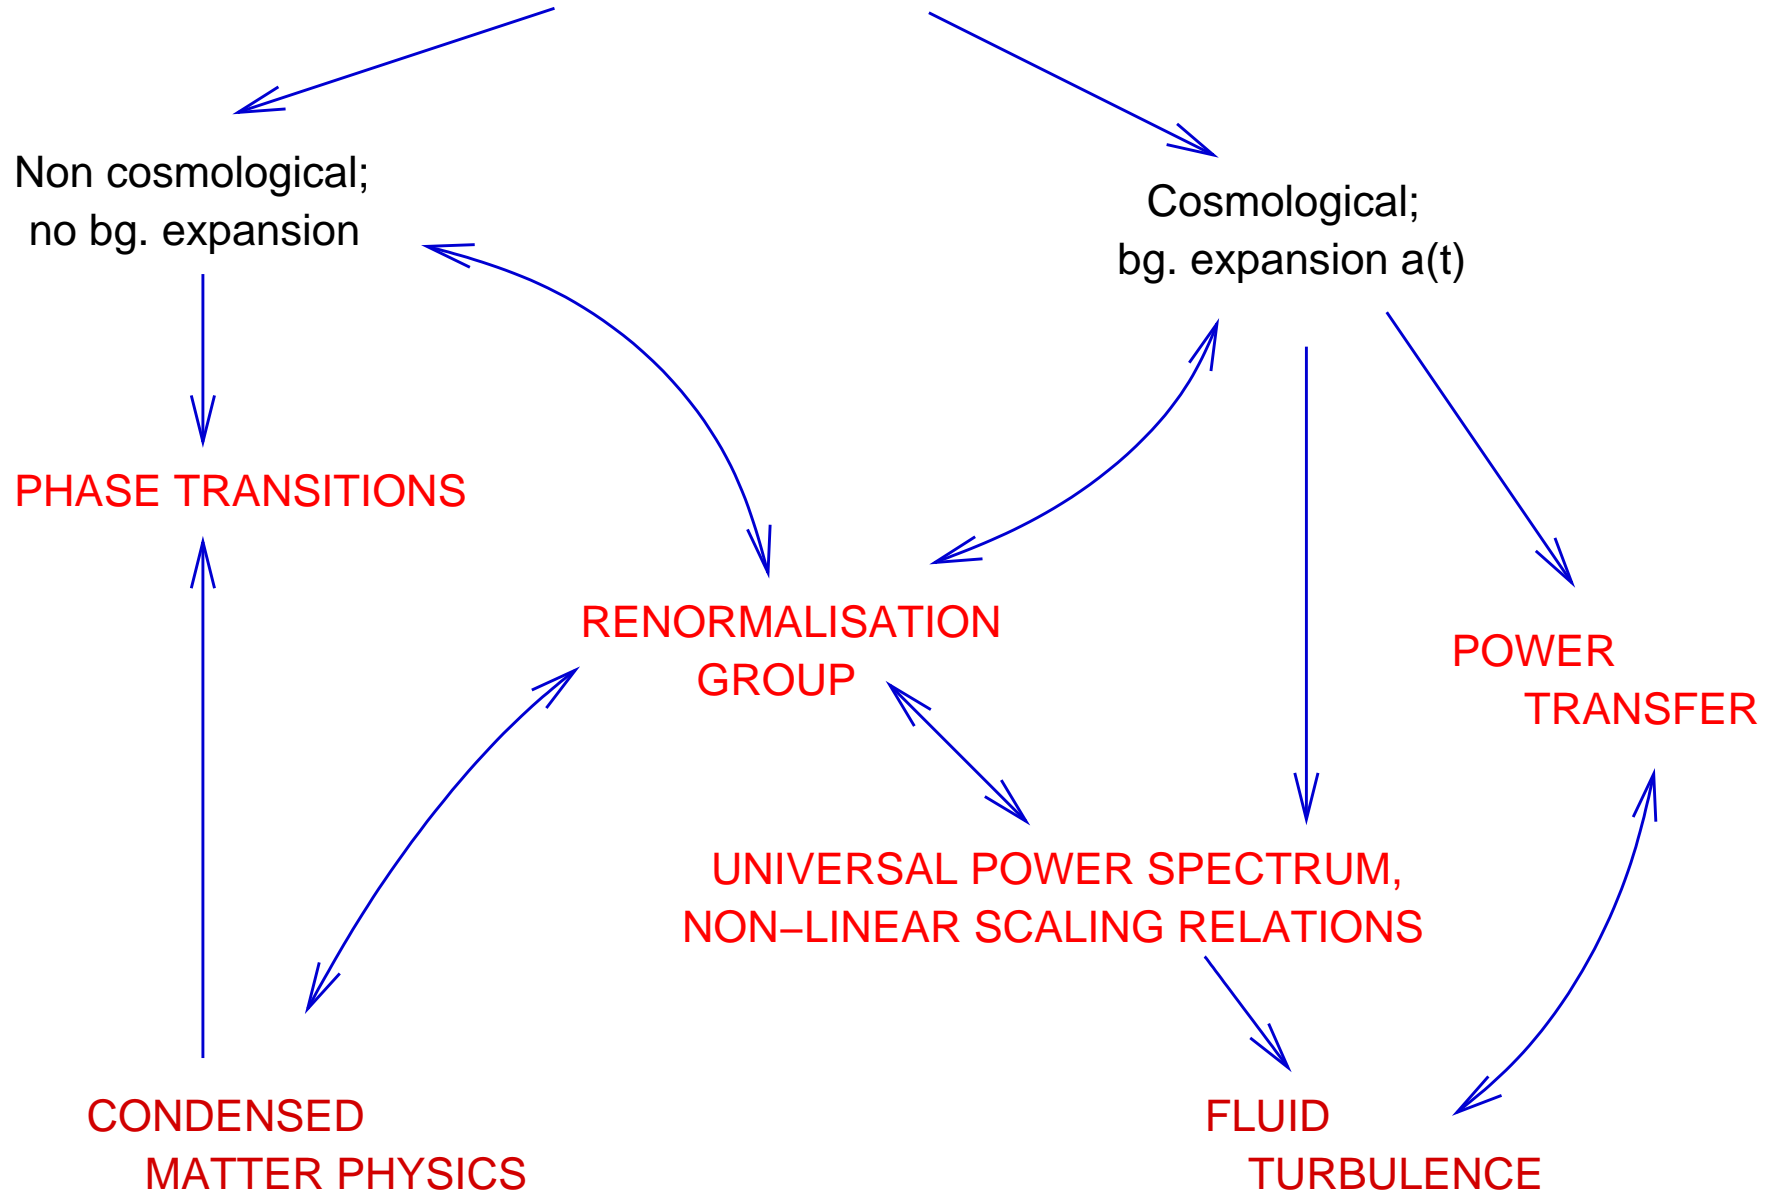 Non cosmological;
no bg. expansion
Cosmological;
bg. expansion a(t)
PHASE TRANSITIONS
RENORMALISATION
GROUP
POWER
TRANSFER
UNIVERSAL POWER SPECTRUM,
NON−LINEAR SCALING RELATIONS
CONDENSED
MATTER PHYSICS
FLUID
TURBULENCE